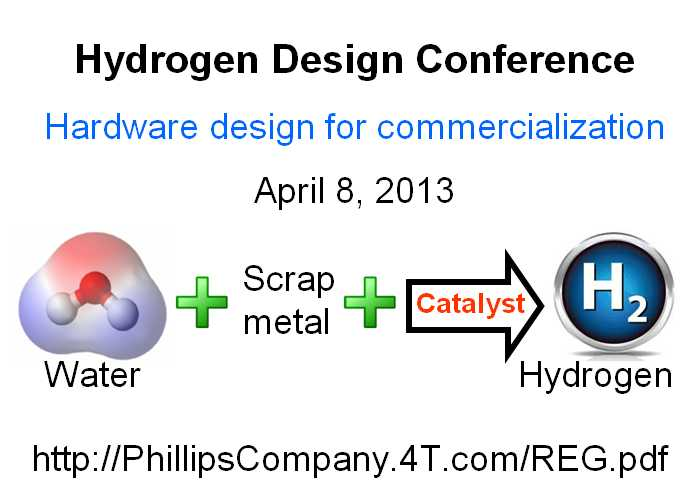 Hydrogen Design Conference
Hardware design for commercialization
April 8, 2013
Scrap
metal
Catalyst
H2
Water
Hydrogen
http://PhillipsCompany.4T.com/REG.pdf